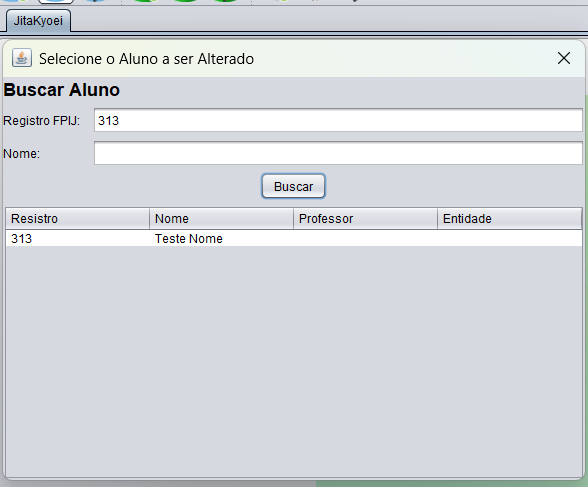 JitaKyoei
Selecione o Aluno a ser Alterado
Buscar Aluno
Registro FPIJ: 313
Nome:
Buscar
Resistro Nome Professor Entidade
313 Teste Nome